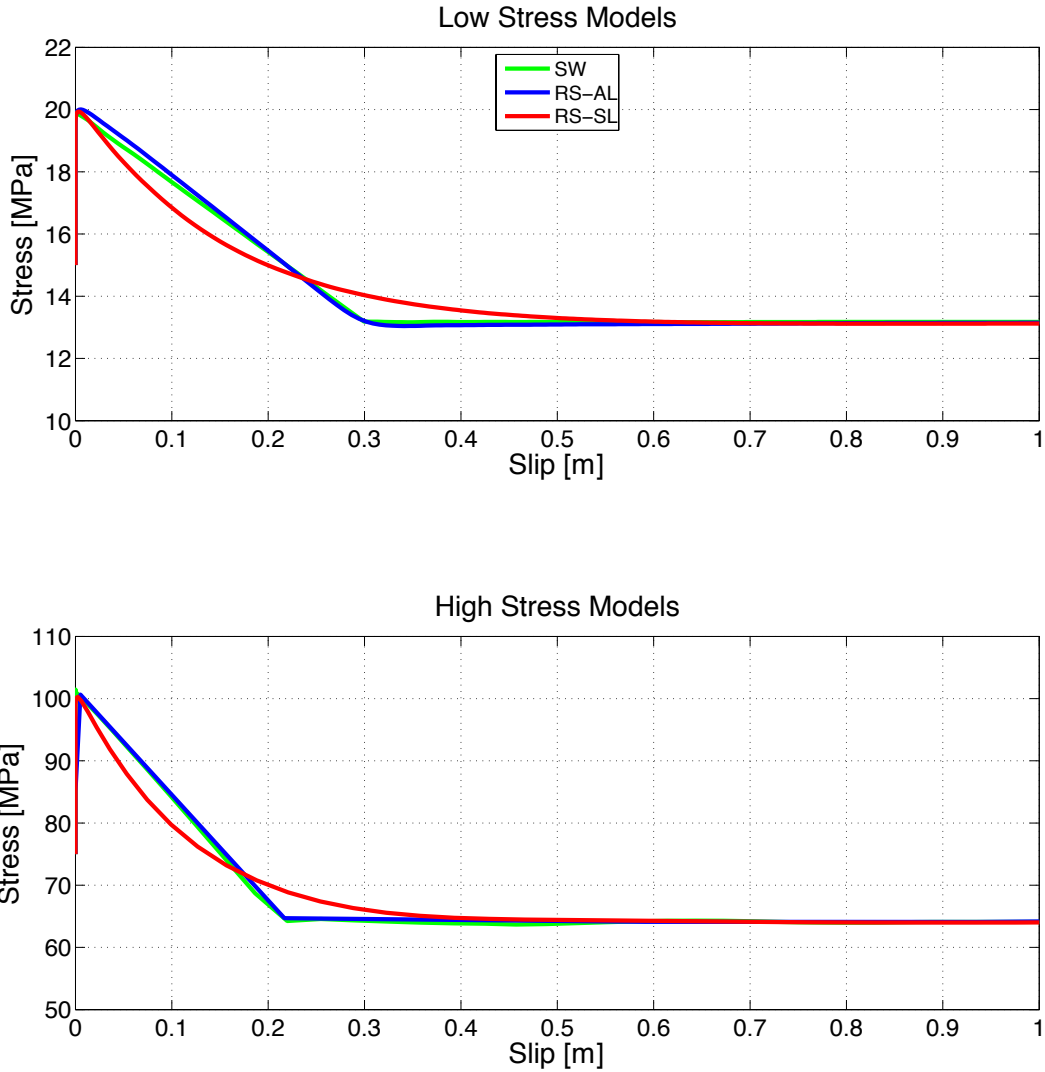 Low Stress Models
22
20
18
16
14
12
10
Stress [MPa]
SW
RS-AL
RS-SL
0 0.1 0.2 0.3 0.4 0.5 0.6 0.7 0.8 0.9 1
Slip [m]
High Stress Models
110
100
90
80
70
60
50
Stress [MPa]
0 0.1 0.2 0.3 0.4 0.5 0.6 0.7 0.8 0.9 1
Slip [m]